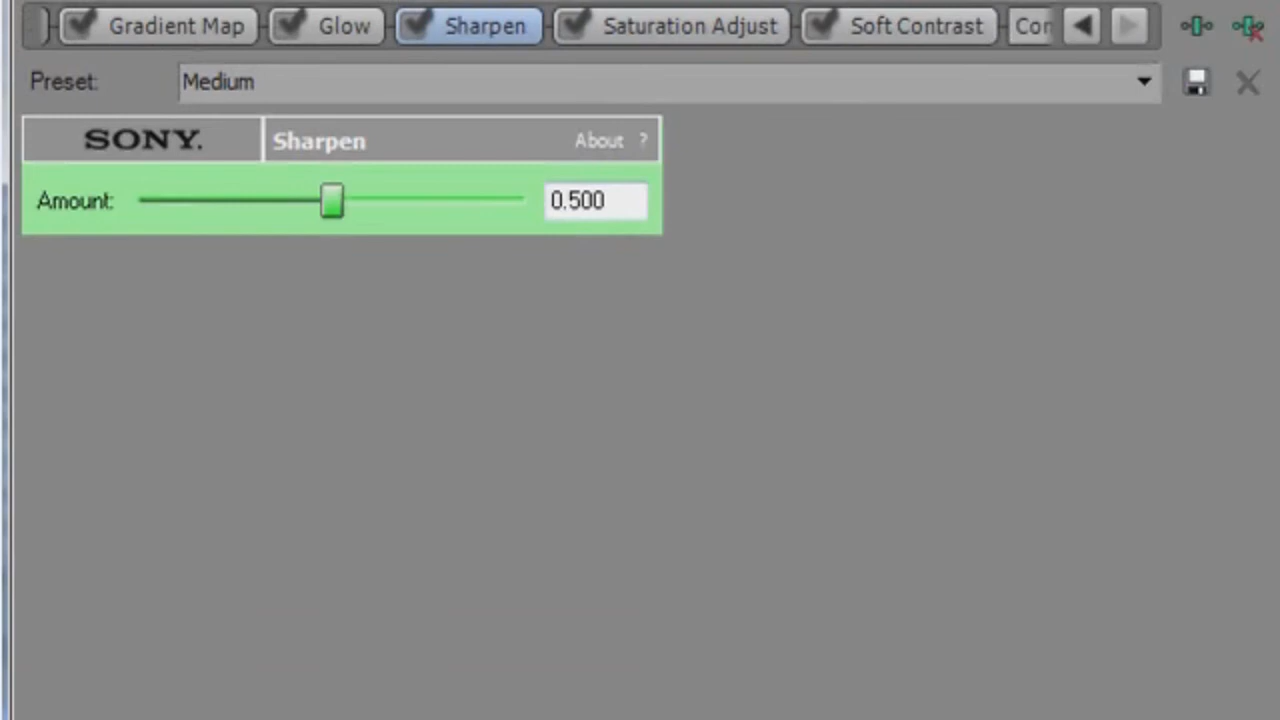 Gradient Map Glow Sharpen Saturation Adjust Soft Contrast
Preset: Medium
SONY. Sharpen About ?
Amount: 0.500